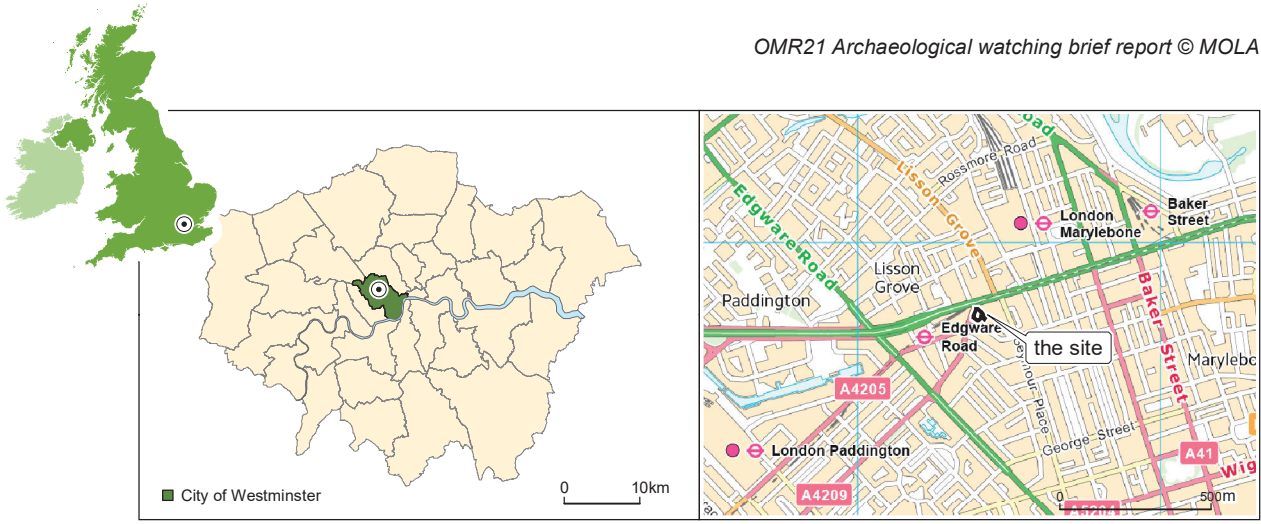 OMR21 Archaeological watching brief report © MOLA
City of Westminster
0 10km
Edgware Road
Lisson Grove
Rossmore Road
oad
London
Marylebone
Baker
Street
Lisson
Grove
Paddington
Edgware
Road
the site
Seymour Place
Baker Street
Marylebo
A4205
George Street
London Paddington
A41
Wig
A4209
A5204
0 500m